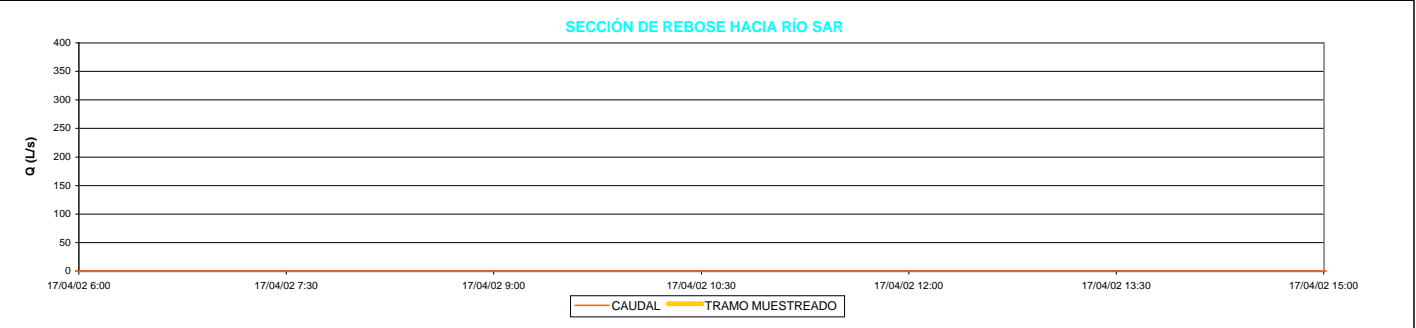 SECCIÓN DE REBOSE HACIA RÍO SAR
400
350
300
250
200
150
100
50
0
Q (L/s)
17/04/02 6:00 17/04/02 7:30 17/04/02 9:00 17/04/02 10:30 17/04/02 12:00 17/04/02 13:30 17/04/02 15:00
CAUDAL TRAMO MUESTREADO